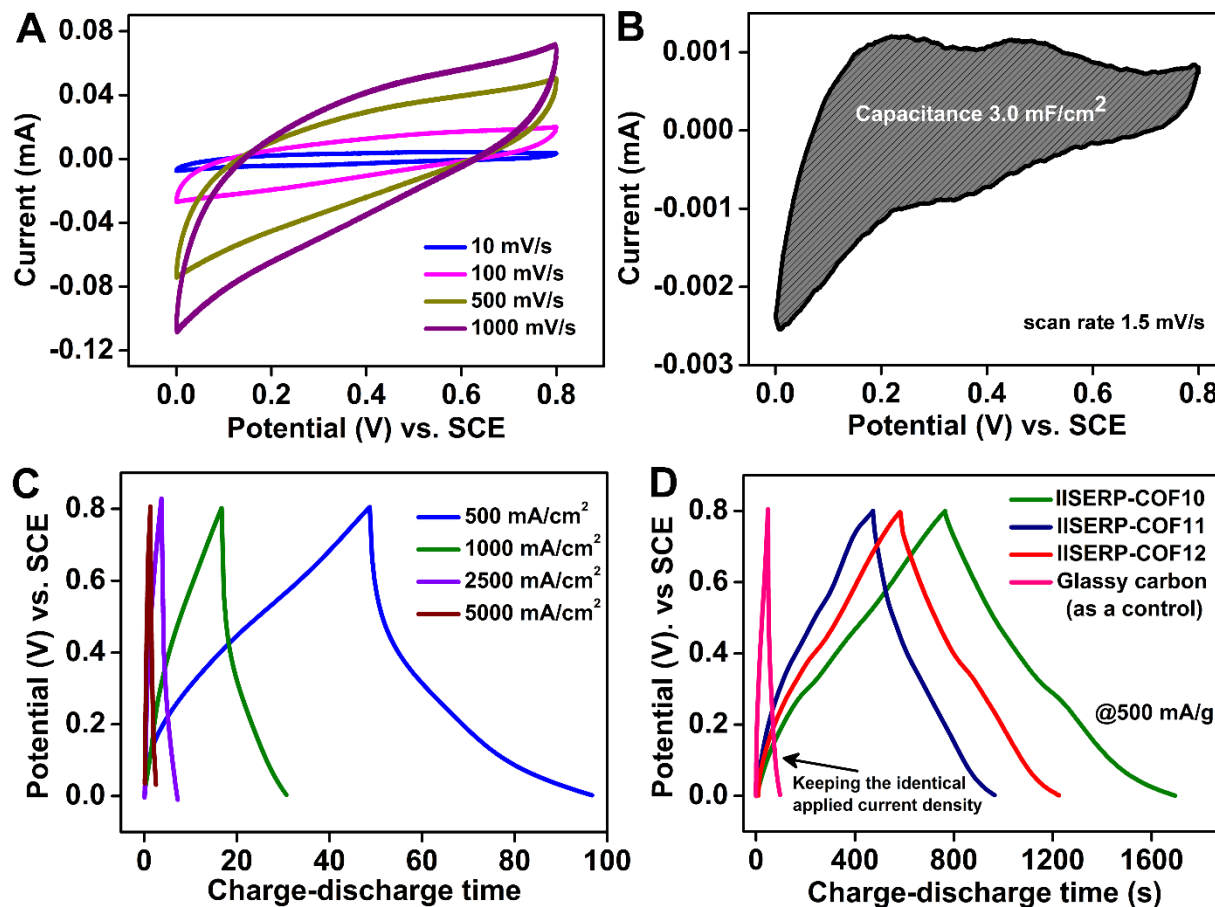 A
0.08
0.04
0.00
-0.04
-0.08
-0.12
Current (mA)
10 mV/s
100 mV/s
500 mV/s
1000 mV/s
0.0 0.2 0.4 0.6 0.8
Potential (V) vs. SCE
B
0.001
0.000
-0.001
-0.002
-0.003
Current (mA)
Capacitance 3.0 mF/cm²
scan rate 1.5 mV/s
0.0 0.2 0.4 0.6 0.8
Potential (V) vs. SCE
C
0.8
0.6
0.4
0.2
0.0
Potential (V) vs. SCE
500 mA/cm²
1000 mA/cm²
2500 mA/cm²
5000 mA/cm²
0 20 40 60 80 100
Charge-discharge time
D
0.8
0.6
0.4
0.2
0.0
Potential (V). vs SCE
IISERP-COF10
IISERP-COF11
IISERP-COF12
Glassy carbon
(as a control)
@500 mA/g
Keeping the identical
applied current density
0 400 800 1200 1600
Charge-discharge time (s)